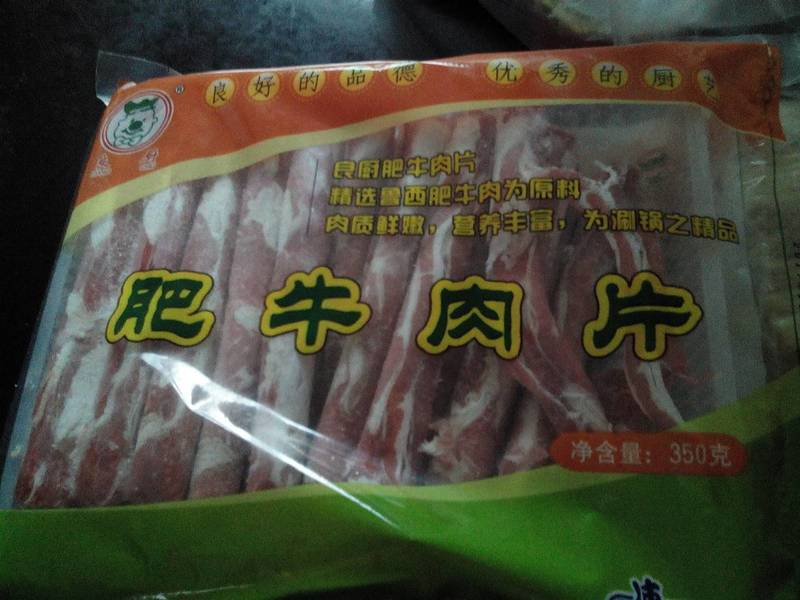 良好的品德 优秀的厨
良厨肥牛肉片
精选鲁西肥牛肉为原料
肉质鲜嫩，营养丰富，为涮锅之精品
肥牛肉片
净含量：350克